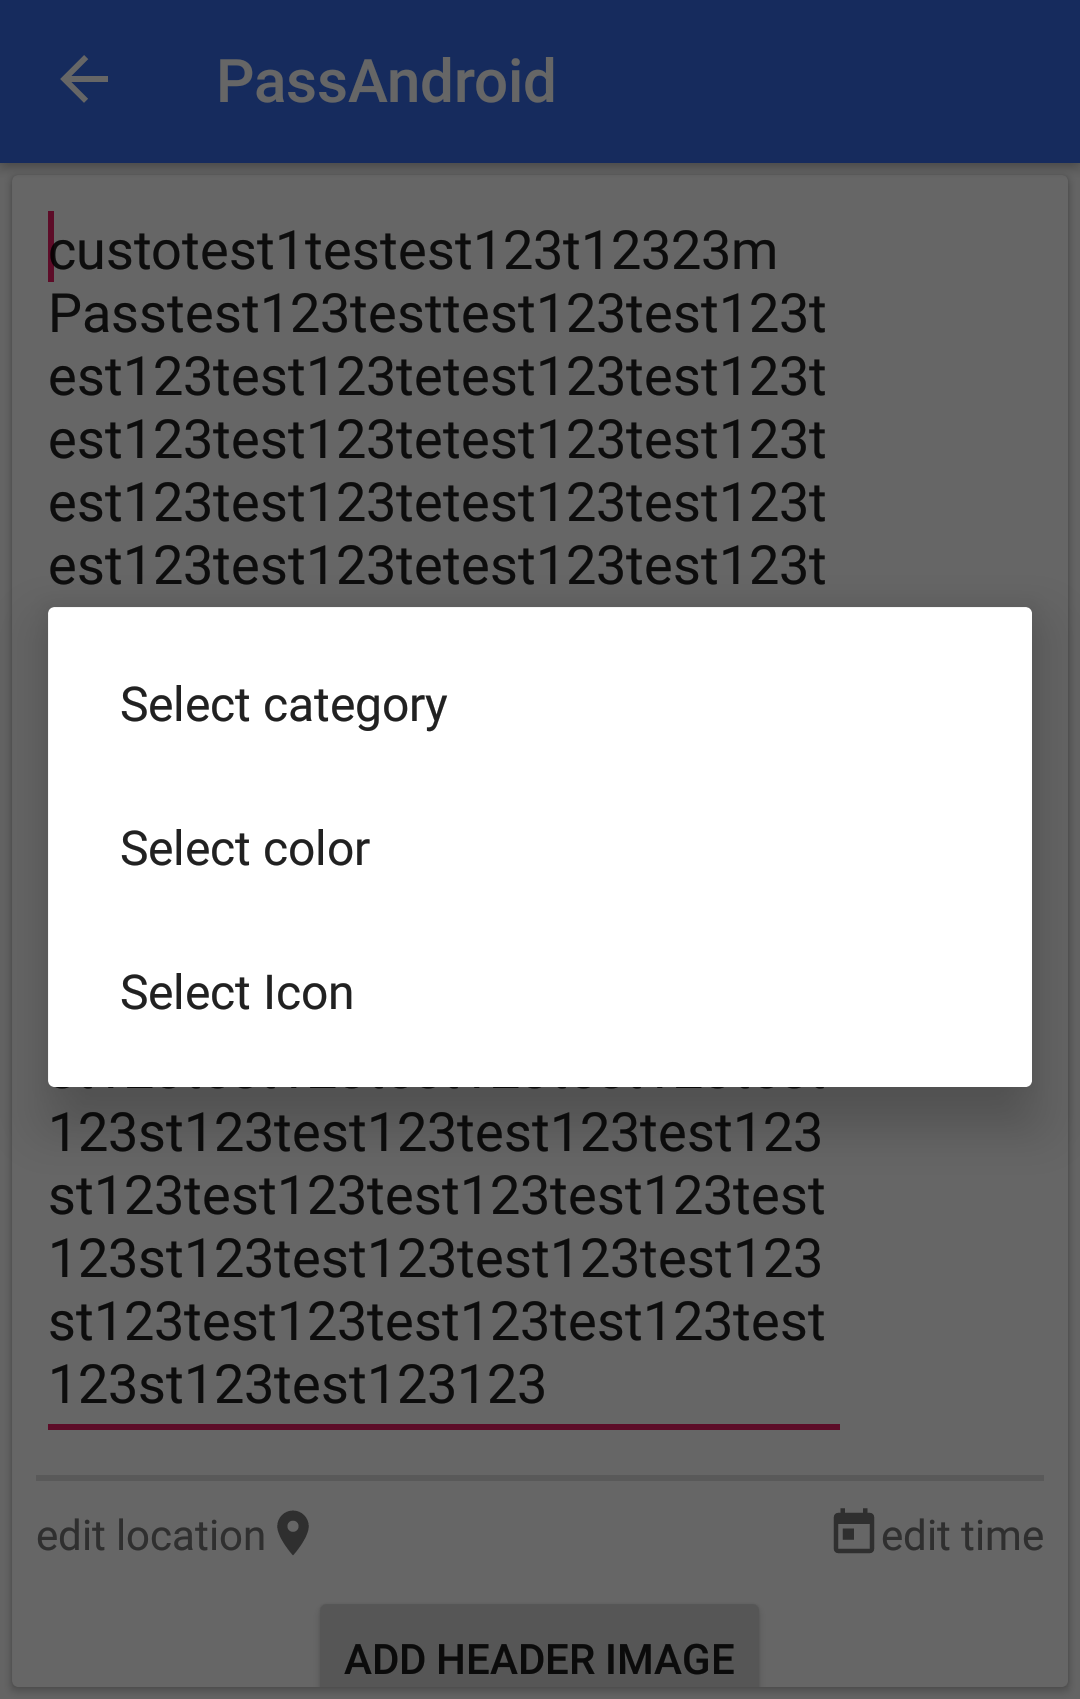 PassAndroid
custotest1testest123t12323m
Passtest123testtest123test123t
est123test123tetest123test123t
est123test123tetest123test123t
est123test123tetest123test123t
est123test123tetest123test123t
Select category
Select color
Select Icon
123st123test123test123test123
st123test123test123test123test
123st123test123test123test123
st123test123test123test123test
123st123test123123
edit location
edit time
ADD HEADER IMAGE